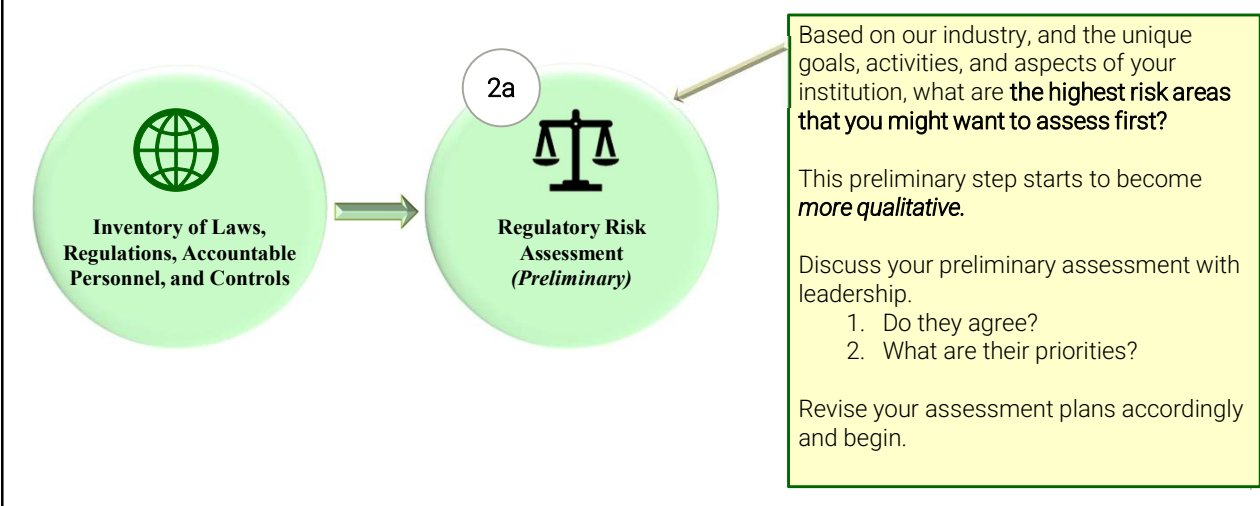 Inventory of Laws,
Regulations, Accountable
Personnel, and Controls
2a
Regulatory Risk
Assessment
(Preliminary)
Based on our industry, and the unique
goals, activities, and aspects of your
institution, what are the highest risk areas
that you might want to assess first?
This preliminary step starts to become
more qualitative.
Discuss your preliminary assessment with
leadership.
1. Do they agree?
2. What are their priorities?
Revise your assessment plans accordingly
and begin.